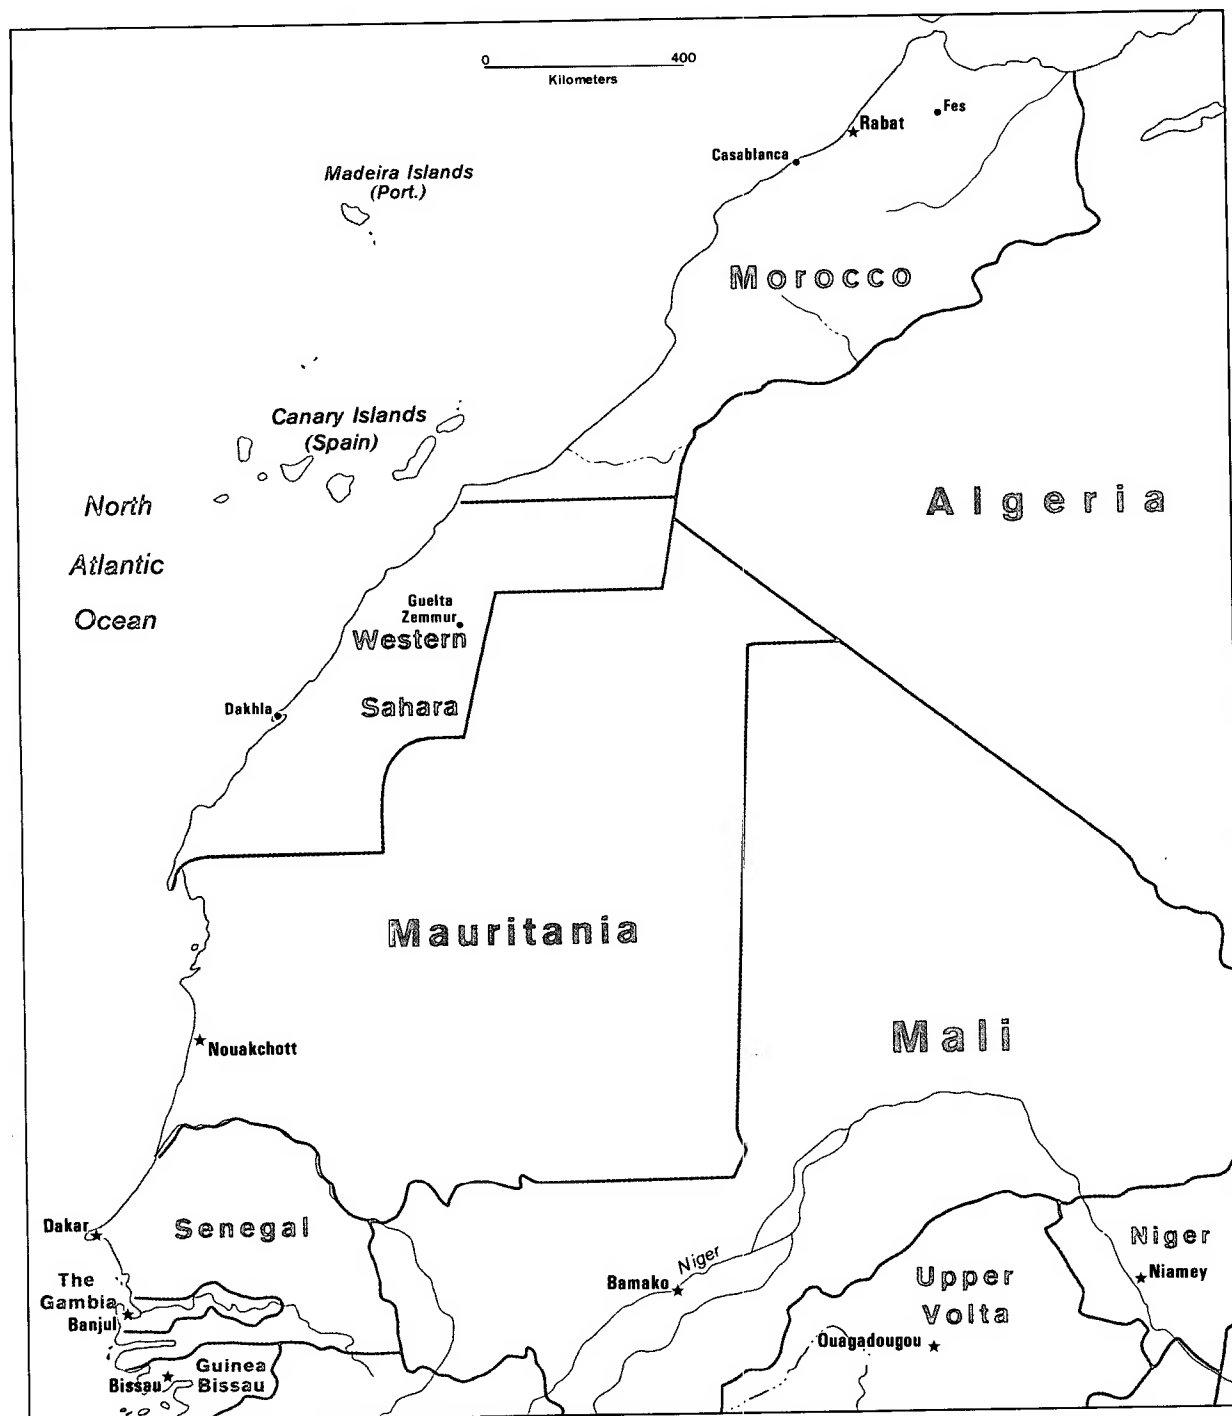 0 400
Kilometers
Fes
Rabat
Casablanca
Madeira Islands
(Port.)
Morocco
Canary Islands
(Spain)
North
Atlantic
Ocean
Algeria
Guelta
Zemmur
Western
Sahara
Dakhla
Mauritania
Mali
Nouakchott
Dakar
Senegal
Niger
Niger
Niamey
The
Gambia
Banjul
Bamako
Upper
Volta
Ouagadougou
Guinea
Bissau
Bissau